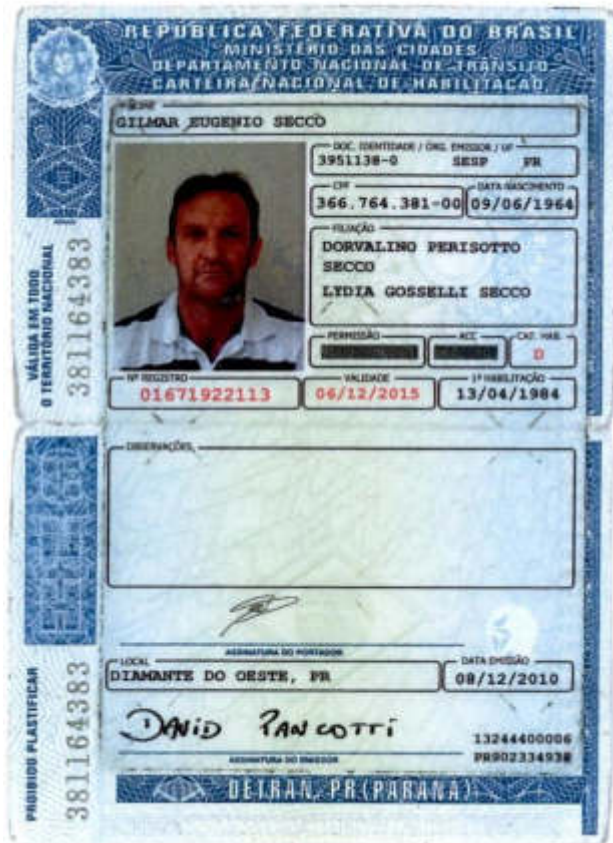 REPÚBLICA FEDERATIVA DO BRASIL
MINISTÉRIO DAS CIDADES
DEPARTAMENTO NACIONAL DE TRÂNSITO
CARTEIRA NACIONAL DE HABILITAÇÃO
NOME
GILMAR EUGENIO SECCO
DOC. IDENTIDADE / ÓRG. EMISSOR / UF
3951138-0 SESP PR
CPF
366.764.381-00
DATA NASCIMENTO
09/06/1964
FILIAÇÃO
DORVALINO PERISOTTO
SECCO
LYDIA GOSSELLI SECCO
PERMISSÃO
ACC
CAT. HAB.
D
Nº REGISTRO
01671922113
VALIDADE
06/12/2015
1ª HABILITAÇÃO
13/04/1984
VÁLIDA EM TODO
O TERRITÓRIO NACIONAL
381164383
OBSERVAÇÕES
ASSINATURA DO PORTADOR
LOCAL
DIAMANTE DO OESTE, PR
DATA EMISSÃO
08/12/2010
DAVID PANCOTTI
ASSINATURA DO EMISSOR
13244400006
PR902334938
PROIBIDO PLASTIFICAR
381164383
DETRAN, PR (PARANÁ)